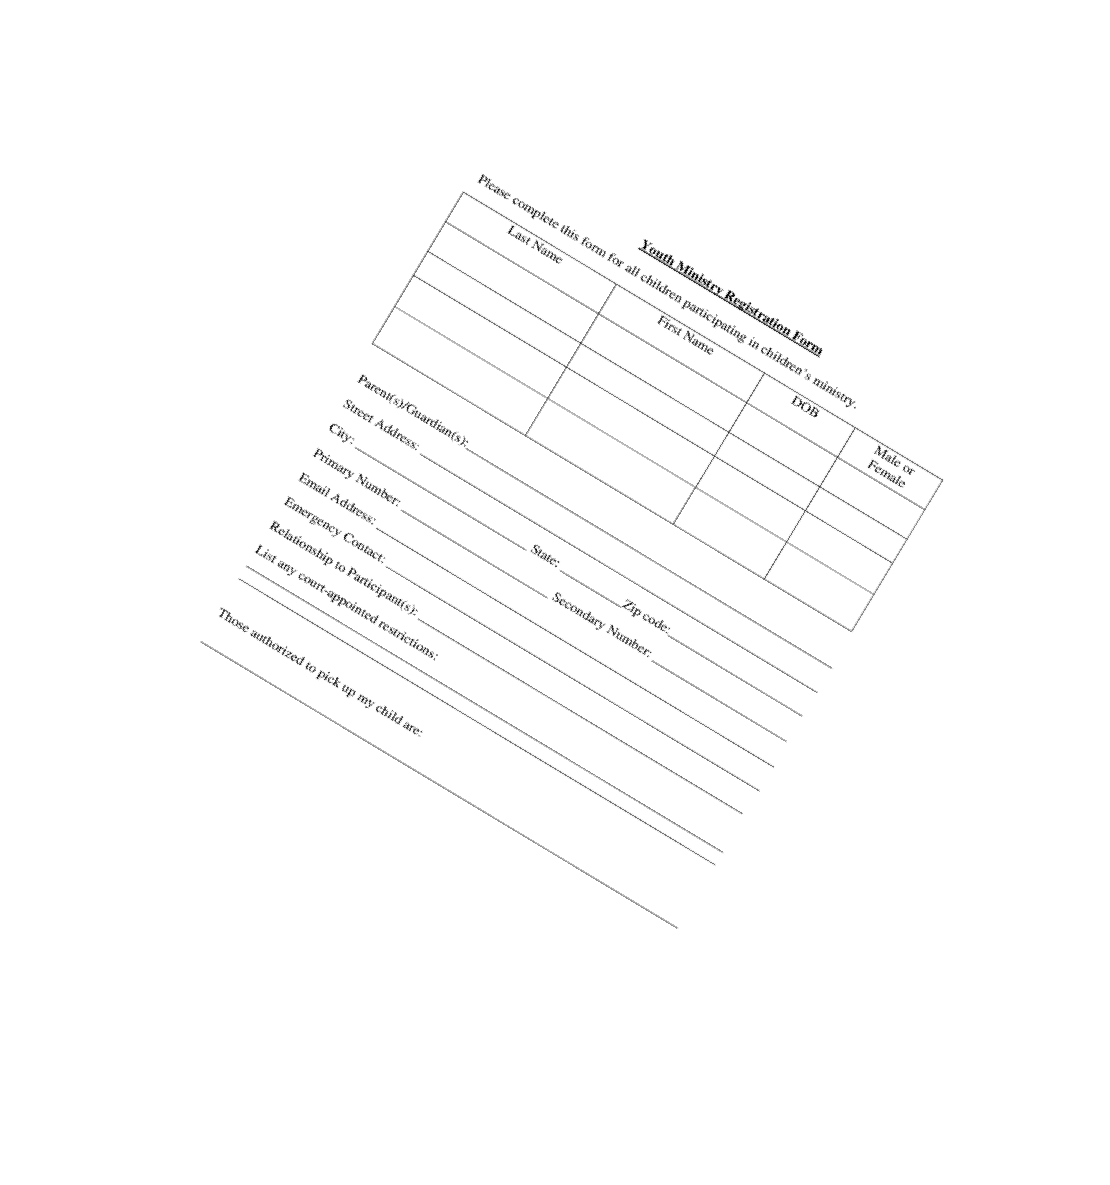 Youth Ministry Registration Form
Please complete this form for all children participating in children's ministry.
Last Name First Name DOB Male or
Female
Parent(s)/Guardian(s):
Street Address:
City: State: Zip code:
Primary Number: Secondary Number:
Email Address:
Emergency Contact:
Relationship to Participant(s):
List any court-appointed restrictions:
Those authorized to pick up my child are: